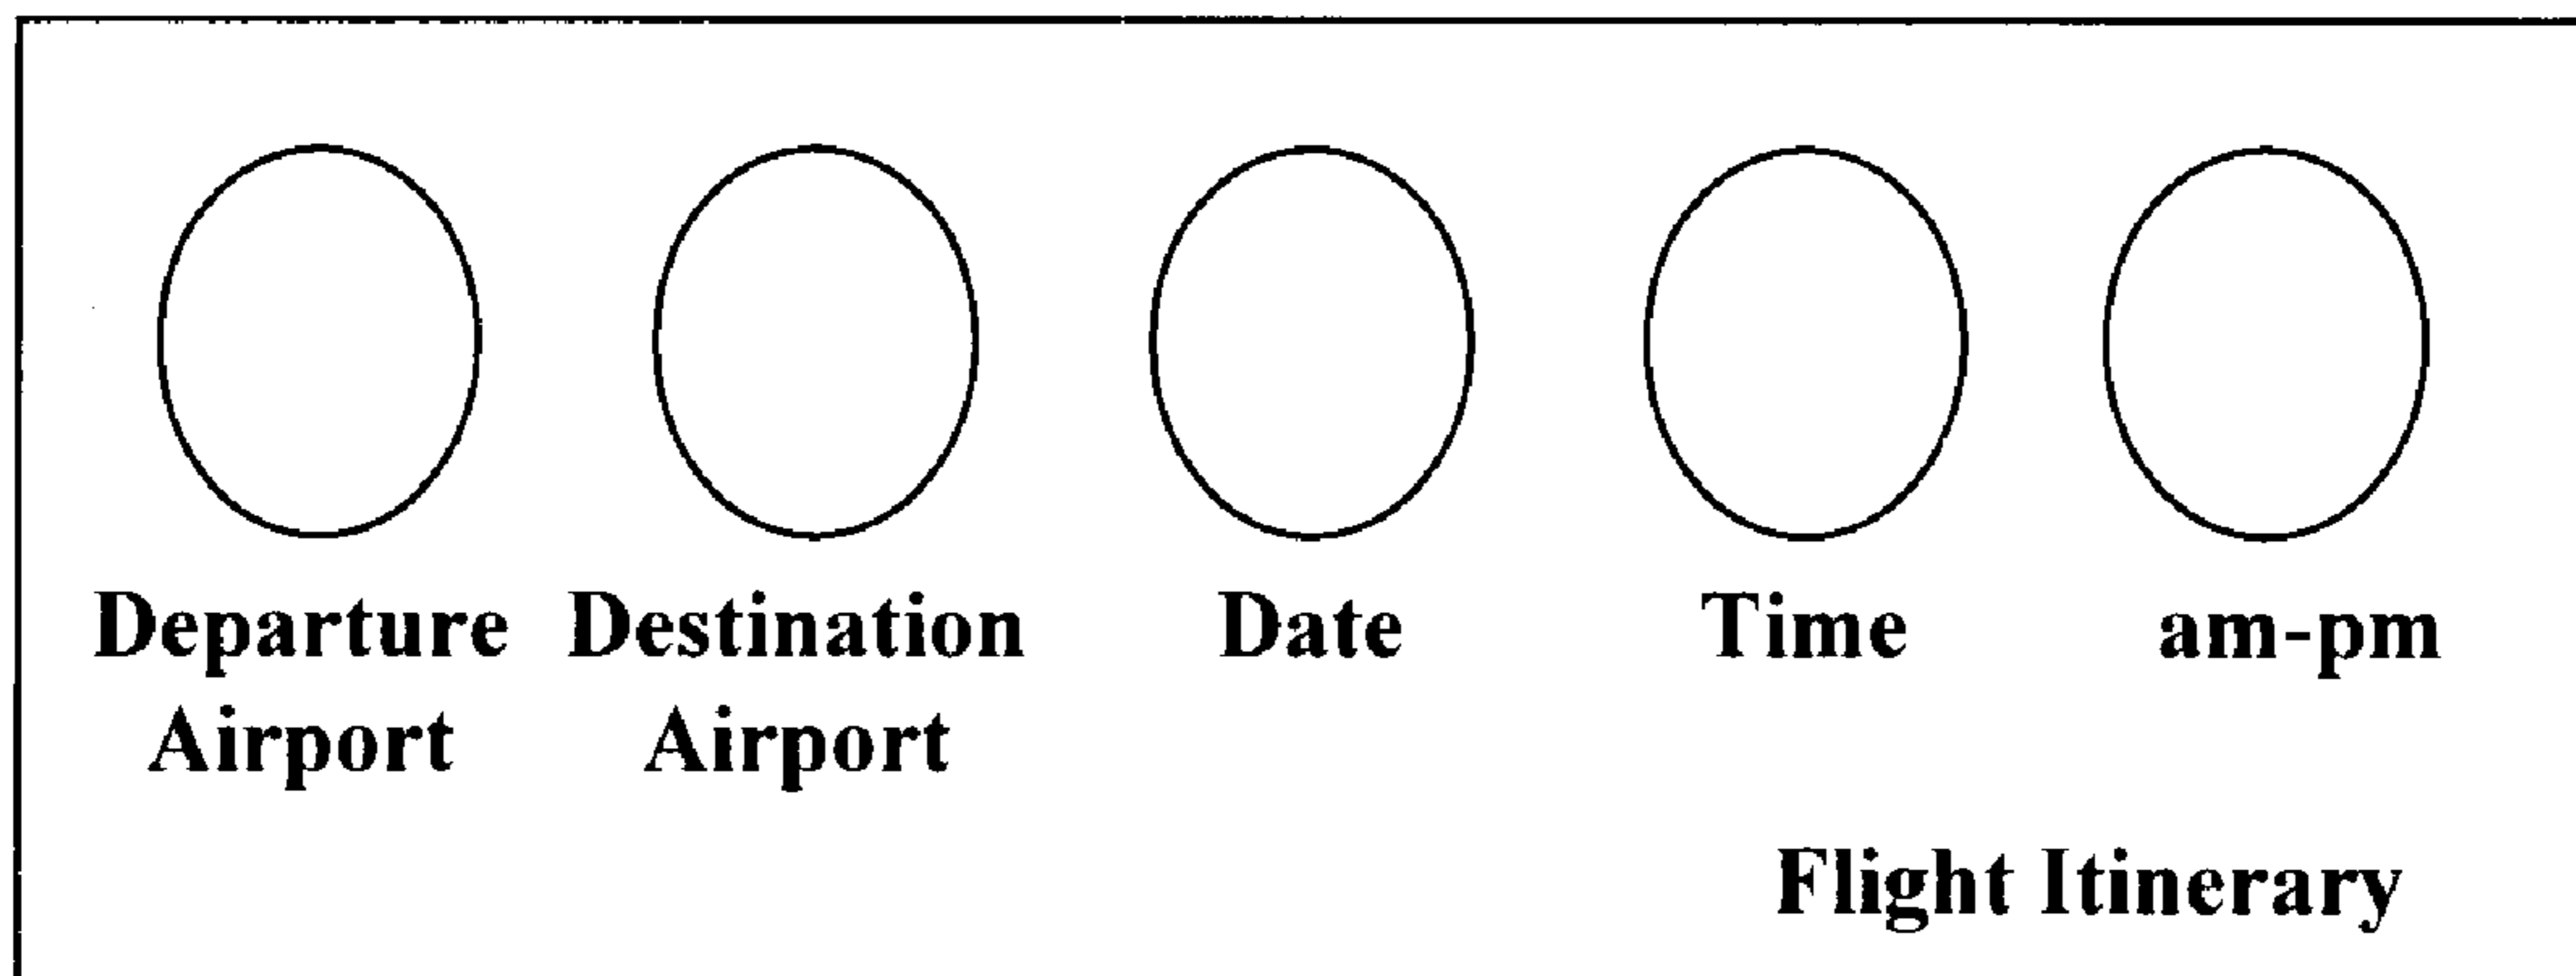 Departure Destination Date Time am-pm
Airport Airport
Flight Itinerary